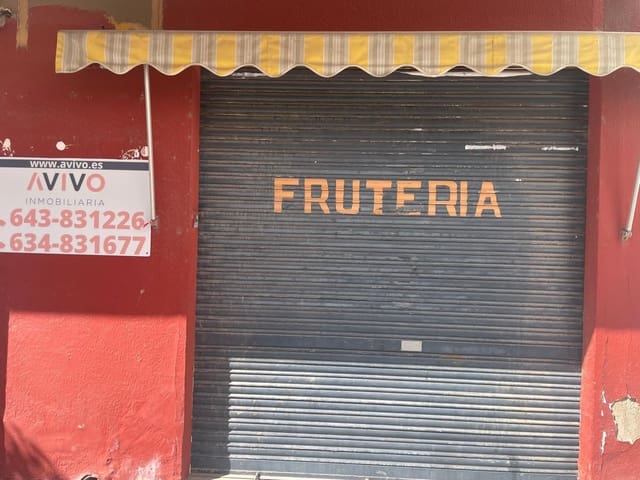 www.avivo.es
AVIVO
INMOBILIARIA
643-831226
634-831677
FRUTERIA